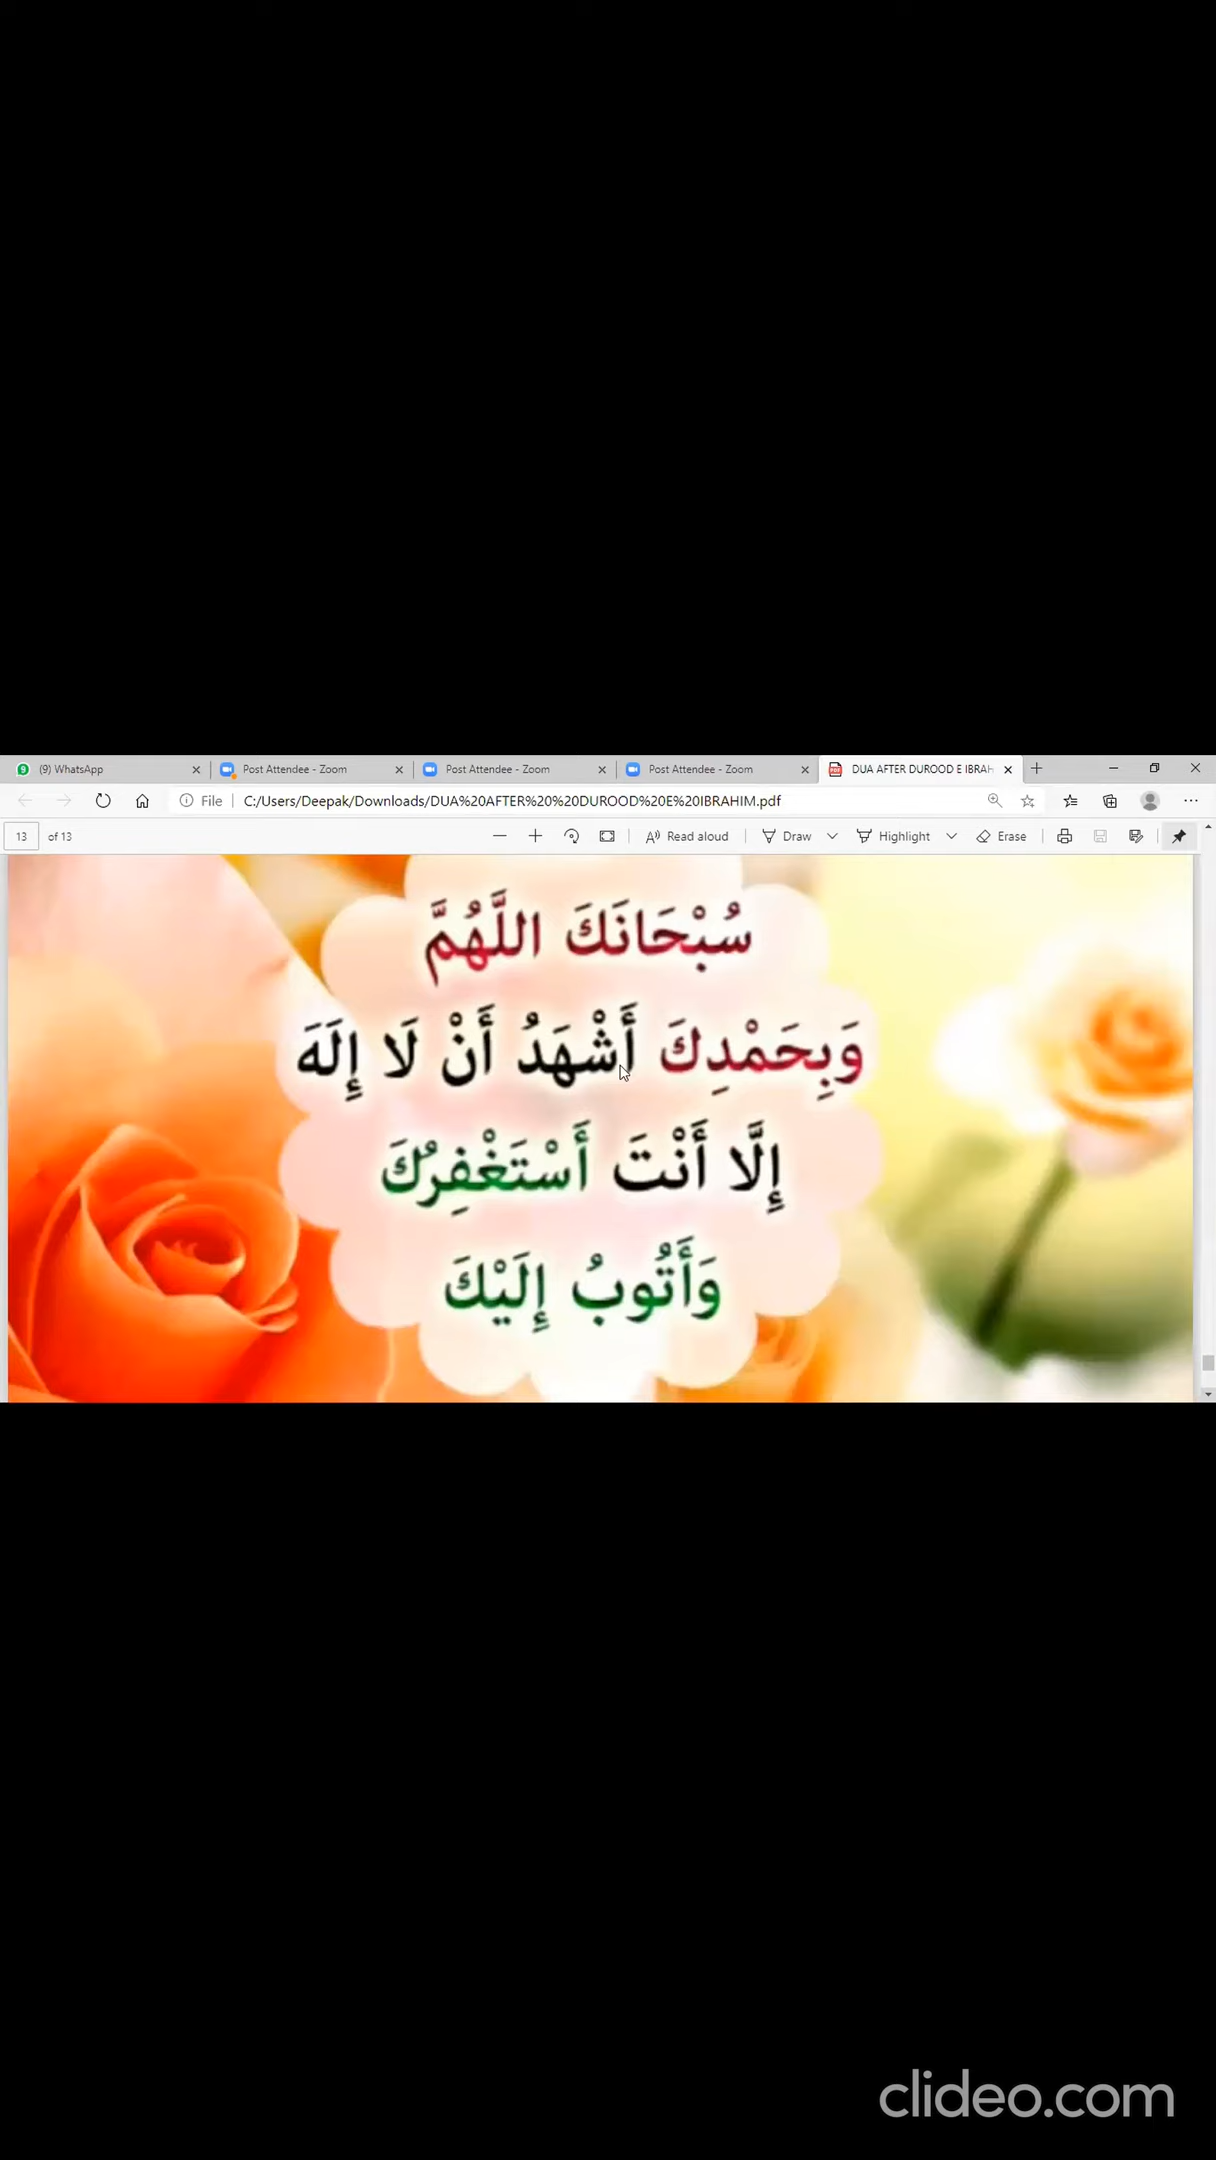 (9) WhatsApp
Post Attendee - Zoom
Post Attendee - Zoom
Post Attendee - Zoom
DUA AFTER DUROOD E IBRAH
File
C:/Users/Deepak/Downloads/DUA%20AFTER%20%20DUROOD%20E%20IBRAHIM.pdf
13 of 13
Read aloud
Draw
Highlight
Erase
سُبْحَانَكَ اللَّهُمَّ
وَبِحَمْدِكَ أَشْهَدُ أَنْ لَا إِلَهَ
إِلَّا أَنْتَ أَسْتَغْفِرُكَ
وَأَتُوبُ إِلَيْكَ
clideo.com